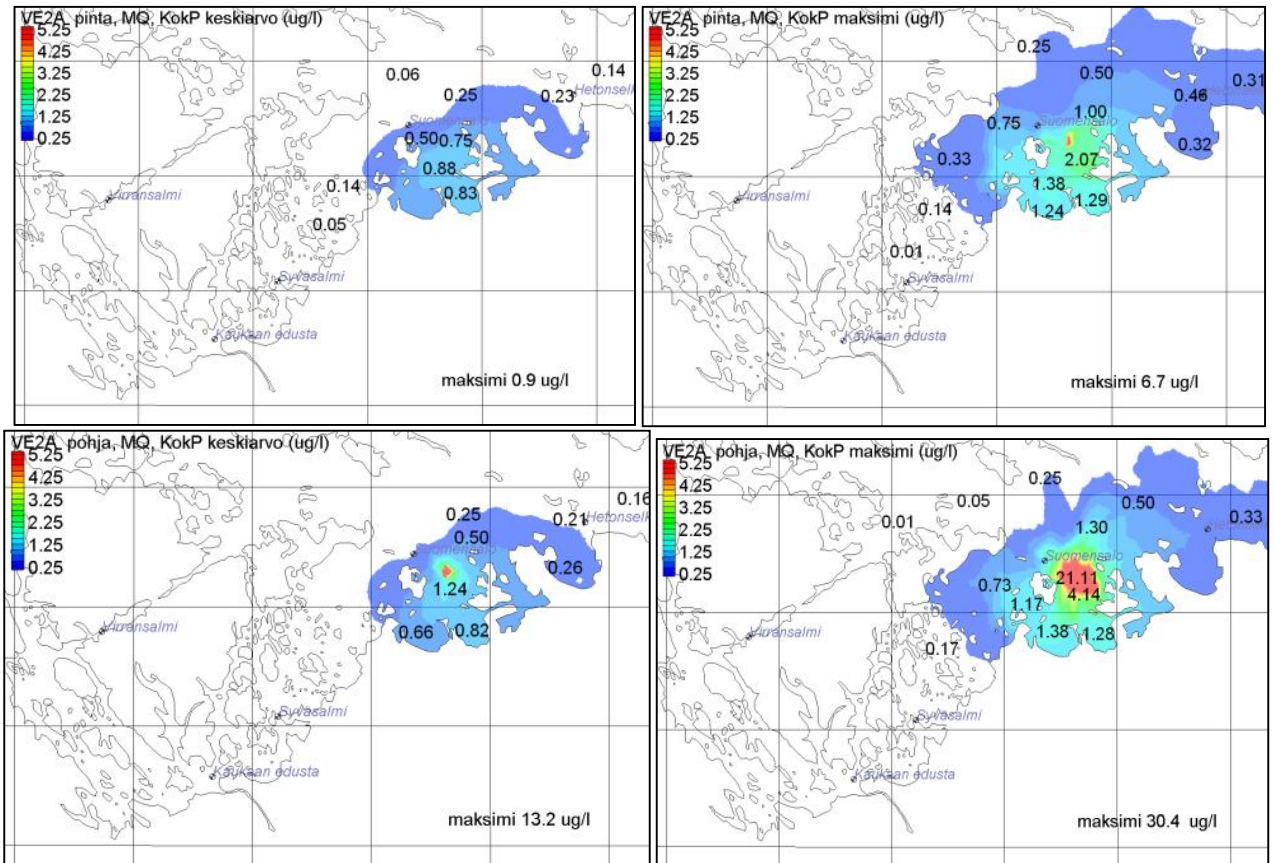 VE2A, pinta, MQ, KokP keskiarvo (ug/l)
5.25
4.25
3.25
2.25
1.25
0.25
0.06
0.14
Hetonselk
0.25
0.23
Suomensalo
0.50
0.75
0.88
0.14
0.83
Virransalmi
0.05
Syväsalmi
Kaukaan edusta
maksimi 0.9 ug/l
VE2A, pinta, MQ, KokP maksimi (ug/l)
5.25
4.25
3.25
2.25
1.25
0.25
0.25
0.50
0.31
0.46
1.00
0.75
Suomensalo
0.32
0.33
2.07
1.38
1.29
Virransalmi
0.14
1.24
0.01
Syväsalmi
Kaukaan edusta
maksimi 6.7 ug/l
VE2A, pohja, MQ, KokP keskiarvo (ug/l)
5.25
4.25
3.25
2.25
1.25
0.25
0.16
0.25
0.21
Hetonselk
0.50
Suomensalo
0.26
1.24
Virransalmi
0.66
0.82
Syväsalmi
Kaukaan edusta
maksimi 13.2 ug/l
VE2A, pohja, MQ, KokP maksimi (ug/l)
5.25
4.25
3.25
2.25
1.25
0.25
0.25
0.05
0.50
0.01
0.33
1.30
Suomensalo
21.11
0.73
4.14
1.17
1.38
1.28
Virransalmi
0.17
Syväsalmi
Kaukaan edusta
maksimi 30.4 ug/l